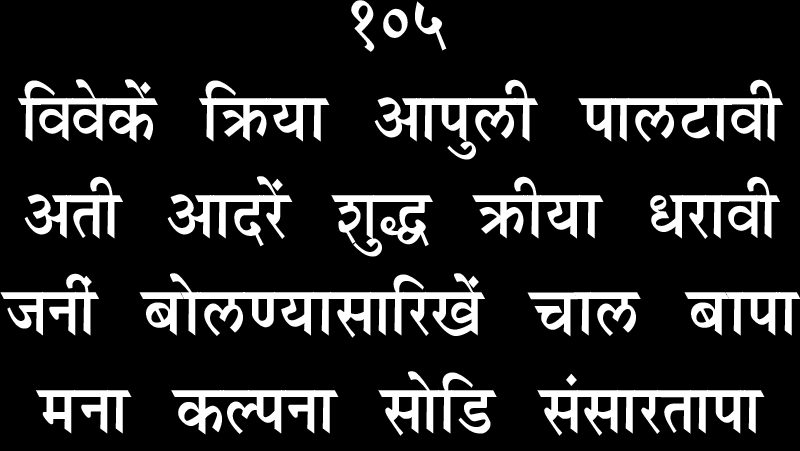 १०५
विवेकें क्रिया आपुली पालटावी
अती आदरें शुद्ध क्रीया धरावी
जनीं बोलण्यासारिखें चाल बापा
मना कल्पना सोडि संसारतापा